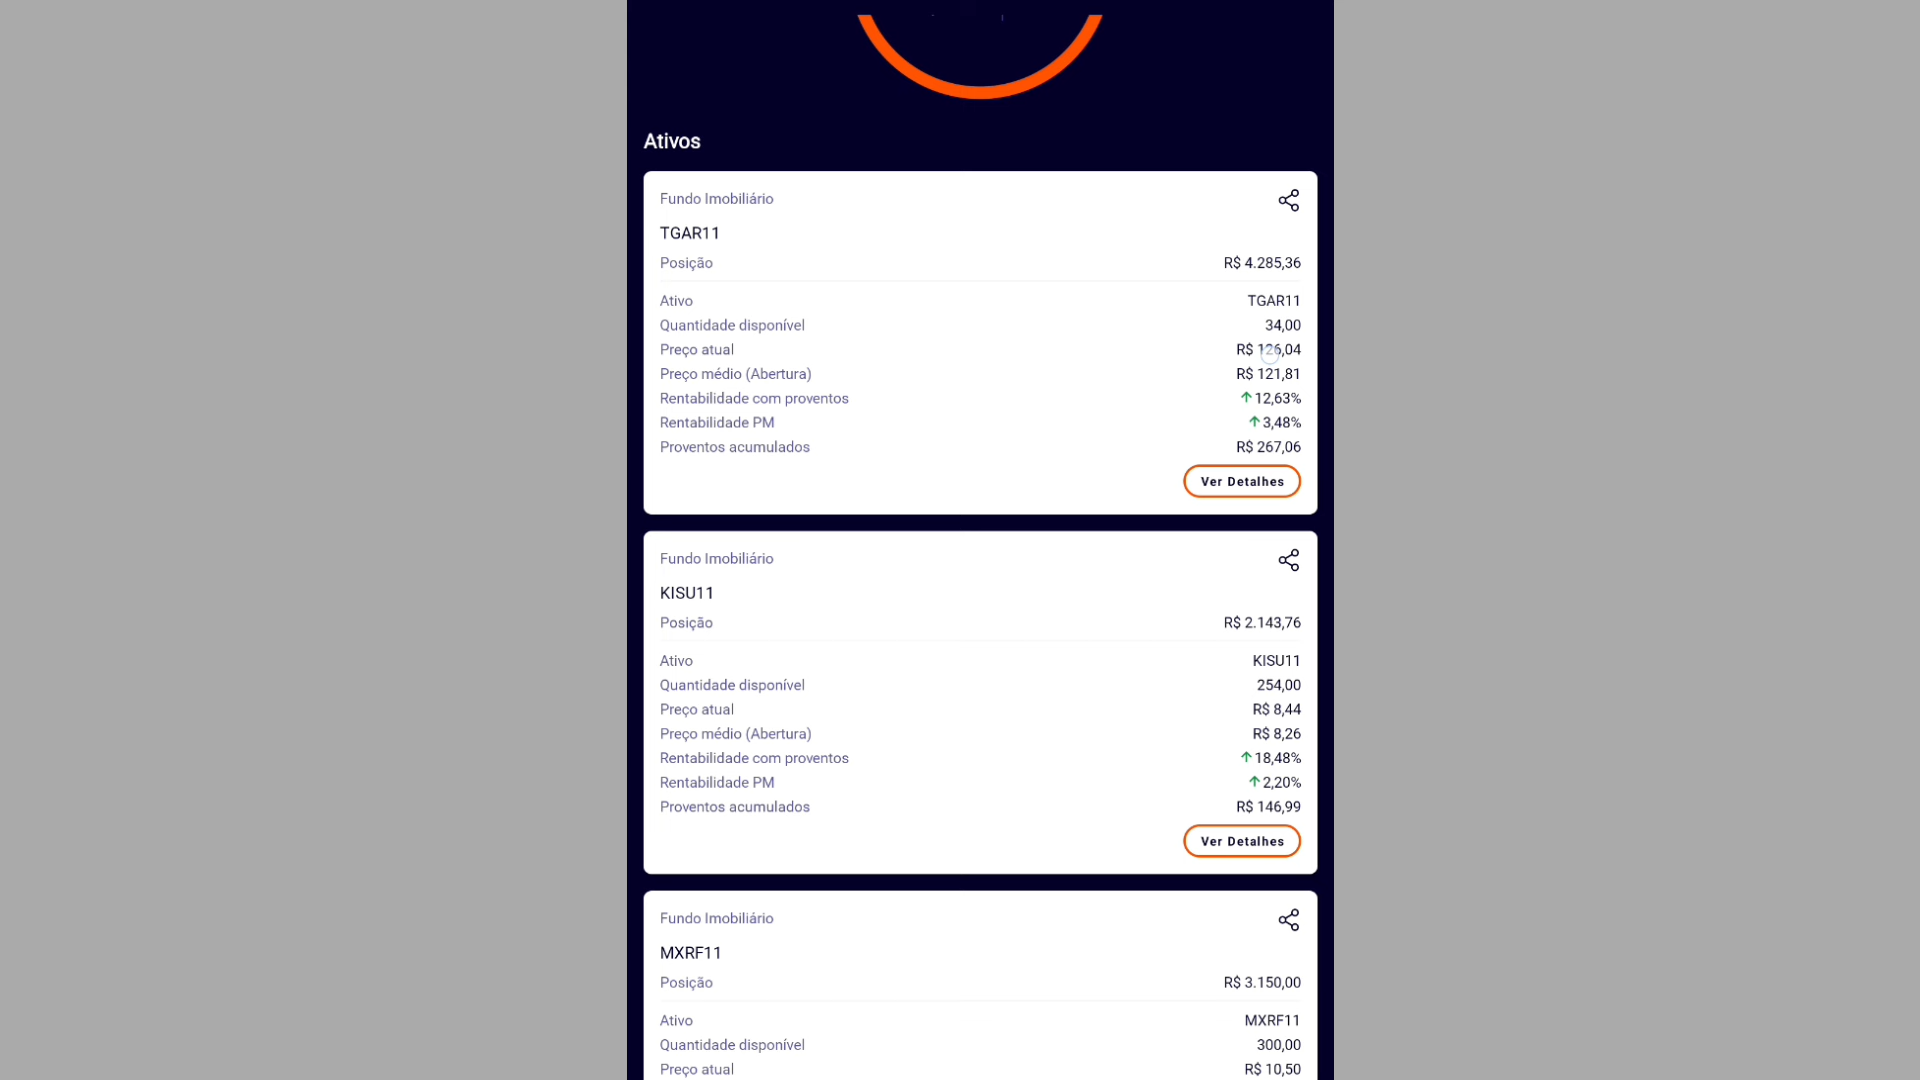 Ativos
Fundo Imobiliário
TGAR11
Posição R$ 4.285,36
Ativo TGAR11
Quantidade disponível 34,00
Preço atual R$ 126,04
Preço médio (Abertura) R$ 121,81
Rentabilidade com proventos 12,63%
Rentabilidade PM 3,48%
Proventos acumulados R$ 267,06
Ver Detalhes
Fundo Imobiliário
KISU11
Posição R$ 2.143,76
Ativo KISU11
Quantidade disponível 254,00
Preço atual R$ 8,44
Preço médio (Abertura) R$ 8,26
Rentabilidade com proventos 18,48%
Rentabilidade PM 2,20%
Proventos acumulados R$ 146,99
Ver Detalhes
Fundo Imobiliário
MXRF11
Posição R$ 3.150,00
Ativo MXRF11
Quantidade disponível 300,00
Preço atual R$ 10,50